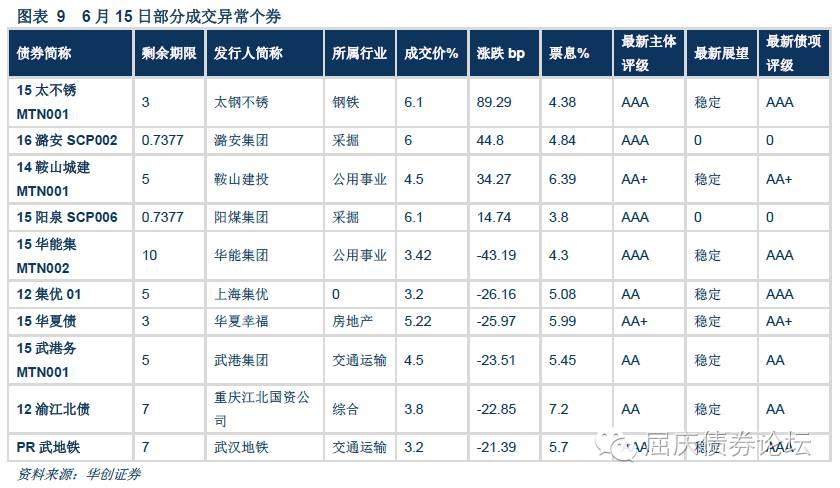 图表 9 6 月 15 日部分成交异常个券
债券简称 剩余期限 发行人简称 所属行业 成交价% 涨跌 bp 票息% 最新主体评级 最新展望 最新债项评级
15 太不锈 MTN001 3 太钢不锈 钢铁 6.1 89.29 4.38 AAA 稳定 AAA
16 潞安 SCP002 0.7377 潞安集团 采掘 6 44.8 4.84 AAA 0 0
14 鞍山城建 MTN001 5 鞍山建投 公用事业 4.5 34.27 6.39 AA+ 稳定 AA+
15 阳泉 SCP006 0.7377 阳煤集团 采掘 6.1 14.74 3.8 AAA 0 0
15 华能集 MTN002 10 华能集团 公用事业 3.42 -43.19 4.3 AAA 稳定 AAA
12 集优 01 5 上海集优 0 3.2 -26.16 5.08 AA 稳定 AA
15 华夏债 3 华夏幸福 房地产 5.22 -25.97 5.99 AA+ 稳定 AA+
15 武港务 MTN001 5 武港集团 交通运输 4.5 -23.51 5.45 AA 稳定 AA
12 渝江北债 7 重庆江北国资公司 综合 3.8 -22.85 7.2 AA 稳定 AA
PR 武地铁 7 武汉地铁 交通运输 3.2 -21.39 5.7 稳定 AAA
屈庆债券论坛
资料来源：华创证券